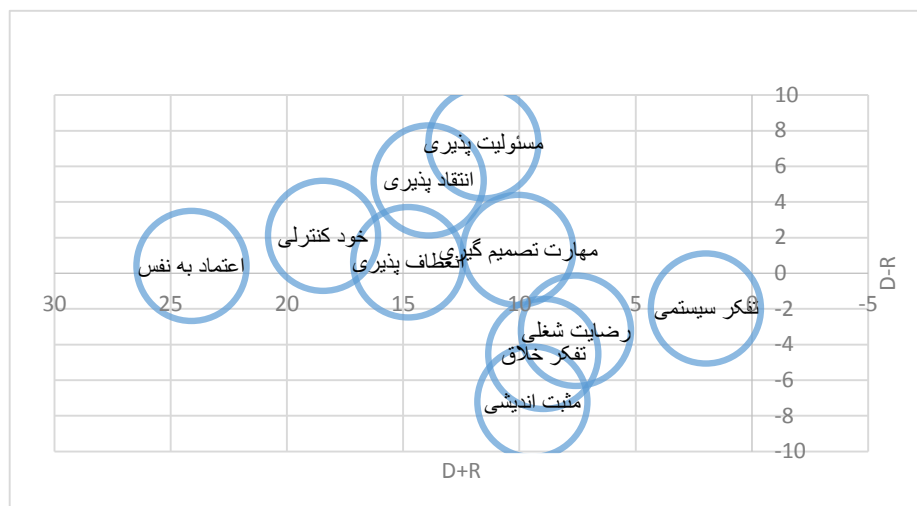 10
8
مسئولیت پذیری
6
انتقاد پذیری
4
خود کنترلی
2
مهارت تصمیم گیری
انعطاف پذیری
اعتماد به نفس
0
30
25
20
15
10
5
0
-5
D-R
-2
تفکر سیستمی
رضایت شغلی
-4
تفکر خلاق
-6
مثبت اندیشی
-8
-10
D+R